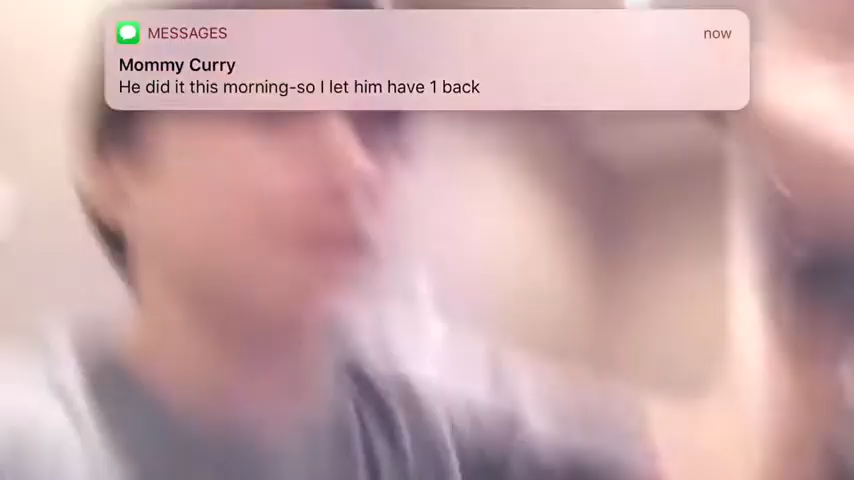 MESSAGES
now
Mommy Curry
He did it this morning-so I let him have 1 back